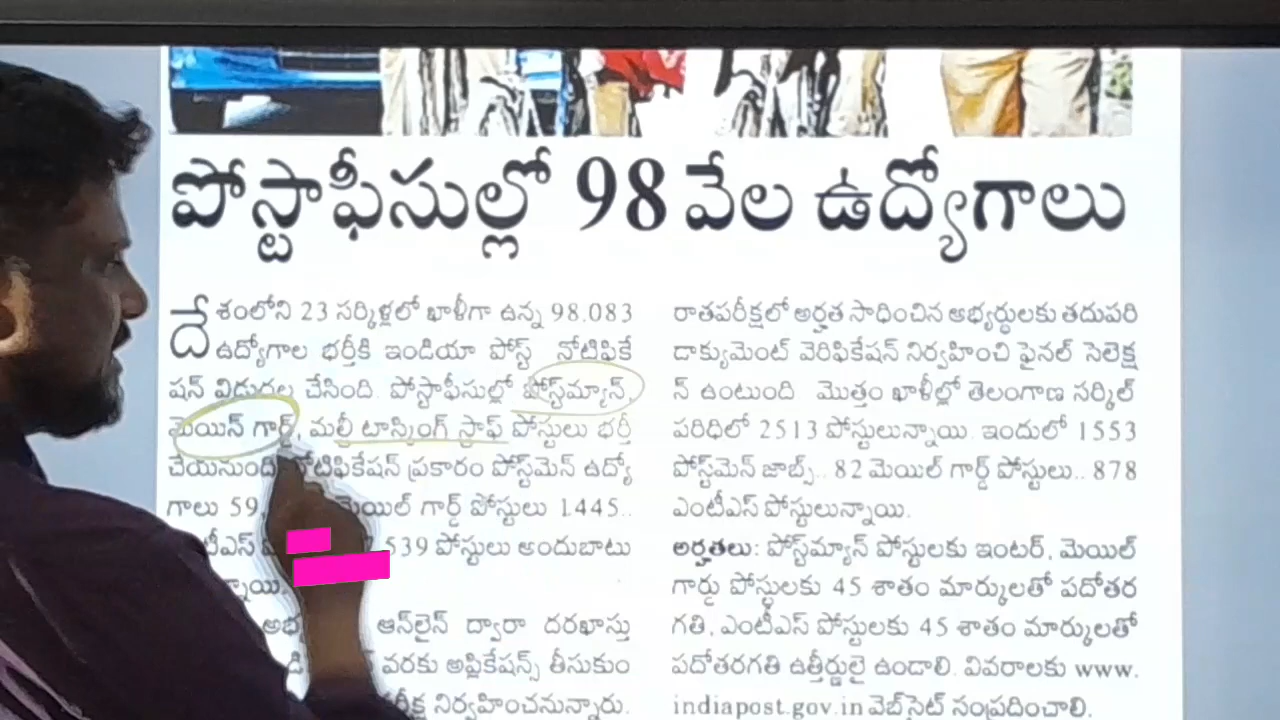 పోస్టాఫీసుల్లో 98 వేల ఉద్యోగాలు
దేశంలోని 23 సర్కిళ్లలో ఖాళీగా ఉన్న 98.083
ఉద్యోగాల భర్తీకి ఇండియా పోస్ట్ నోటిఫికే
షన్ విడుదల చేసింది. పోస్టాఫీసుల్లో పోస్ట్‌మ్యాన్,
మెయిన్ గార్డ్, మల్టీ టాస్కింగ్ స్టాఫ్ పోస్టులు భర్తీ
చేయనుంది. నోటిఫికేషన్ ప్రకారం పోస్ట్‌మెన్ ఉద్యో
గాలు 59 మెయిల్ గార్డ్ పోస్టులు 1445..
539 పోస్టులు అందుబాటు
ఆన్‌లైన్ ద్వారా దరఖాస్తు
వరకు అప్లికేషన్స్ తీసుకుం
నిర్వహించనున్నారు.
రాతపరీక్షలో అర్హత సాధించిన అభ్యర్థులకు తదుపరి
డాక్యుమెంట్ వెరిఫికేషన్ నిర్వహించి ఫైనల్ సెలెక్ష
న్ ఉంటుంది. మొత్తం ఖాళీల్లో తెలంగాణ సర్కిల్
పరిధిలో 2513 పోస్టులున్నాయి. ఇందులో 1553
పోస్ట్‌మెన్ జాబ్స్.. 82 మెయిల్ గార్డ్ పోస్టులు.. 878
ఎంటీఎస్ పోస్టులున్నాయి.
అర్హతలు: పోస్ట్‌మ్యాన్ పోస్టులకు ఇంటర్, మెయిల్
గార్డు పోస్టులకు 45 శాతం మార్కులతో పదోతర
గతి, ఎంటీఎస్ పోస్టులకు 45 శాతం మార్కులతో
పదోతరగతి ఉత్తీర్ణులై ఉండాలి. వివరాలకు www.
indiapost.gov.in వెబ్‌సైట్ సంప్రదించాలి.